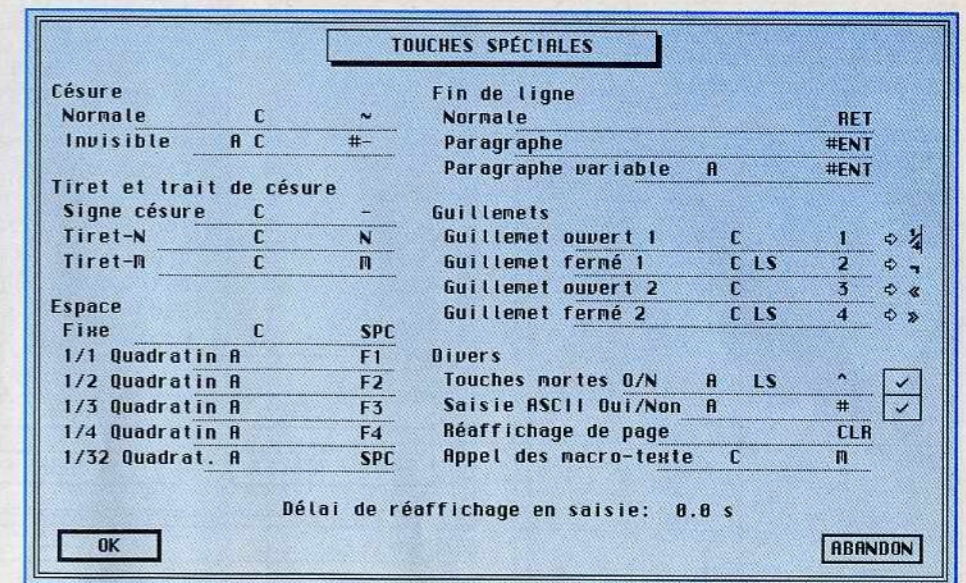 TOUCHES SPÉCIALES
Césure
Normale C ~
Invisible A C #-
Tiret et trait de césure
Signe césure C -
Tiret-N C N
Tiret-M C M
Espace
Fixe C SPC
1/1 Quadratin A F1
1/2 Quadratin A F2
1/3 Quadratin A F3
1/4 Quadratin A F4
1/32 Quadrat. A SPC
Fin de ligne
Normale RET
Paragraphe #ENT
Paragraphe variable A #ENT
Guillemets
Guillemet ouvert 1 C 1 ⇨ ¼
Guillemet fermé 1 C LS 2 ⇨ ¬
Guillemet ouvert 2 C 3 ⇨ «
Guillemet fermé 2 C LS 4 ⇨ »
Divers
Touches mortes O/N A LS ^ ✓
Saisie ASCII Oui/Non A # ✓
Réaffichage de page CLR
Appel des macro-texte C M
Délai de réaffichage en saisie: 0.0 s
OK
ABANDON